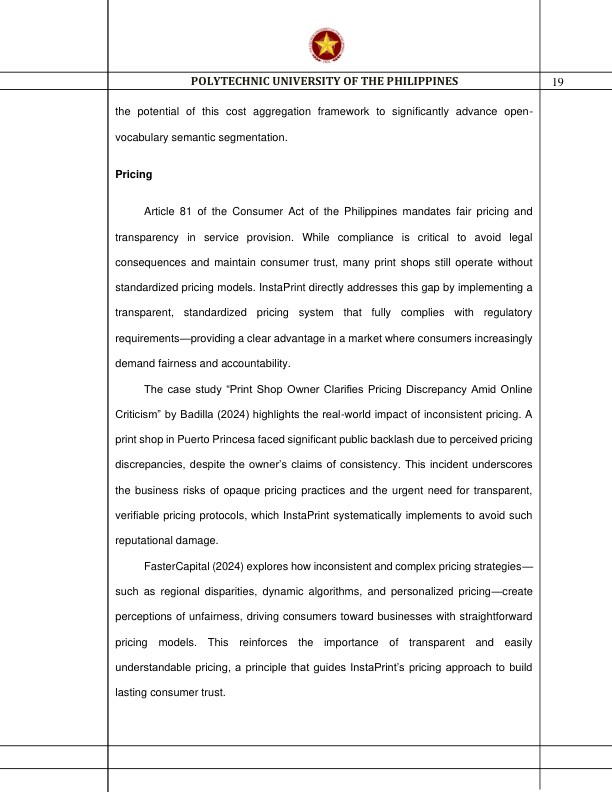 POLYTECHNIC UNIVERSITY OF THE PHILIPPINES
19
the potential of this cost aggregation framework to significantly advance open-
vocabulary semantic segmentation.
Pricing
Article 81 of the Consumer Act of the Philippines mandates fair pricing and
transparency in service provision. While compliance is critical to avoid legal
consequences and maintain consumer trust, many print shops still operate without
standardized pricing models. InstaPrint directly addresses this gap by implementing a
transparent, standardized pricing system that fully complies with regulatory
requirements—providing a clear advantage in a market where consumers increasingly
demand fairness and accountability.
The case study “Print Shop Owner Clarifies Pricing Discrepancy Amid Online
Criticism” by Badilla (2024) highlights the real-world impact of inconsistent pricing. A
print shop in Puerto Princesa faced significant public backlash due to perceived pricing
discrepancies, despite the owner’s claims of consistency. This incident underscores
the business risks of opaque pricing practices and the urgent need for transparent,
verifiable pricing protocols, which InstaPrint systematically implements to avoid such
reputational damage.
FasterCapital (2024) explores how inconsistent and complex pricing strategies—
such as regional disparities, dynamic algorithms, and personalized pricing—create
perceptions of unfairness, driving consumers toward businesses with straightforward
pricing models. This reinforces the importance of transparent and easily
understandable pricing, a principle that guides InstaPrint’s pricing approach to build
lasting consumer trust.